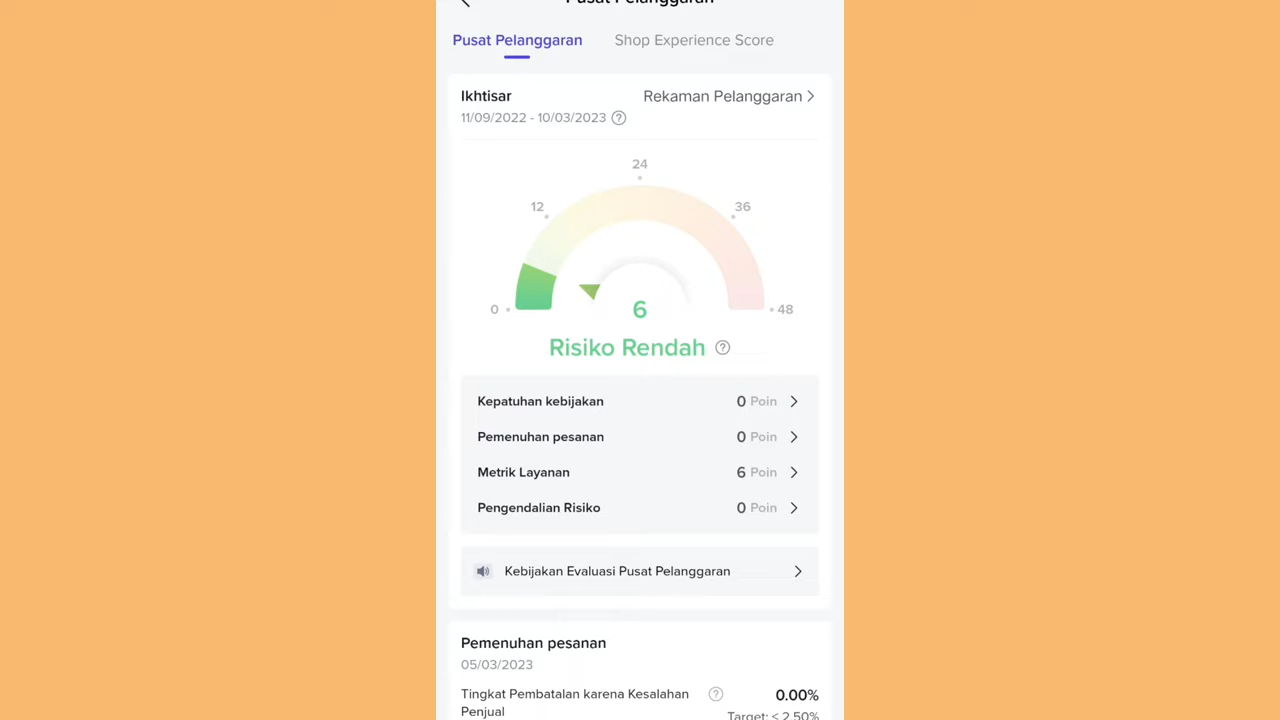 Pusat Pelanggaran
Pusat Pelanggaran Shop Experience Score
Ikhtisar Rekaman Pelanggaran
11/09/2022 - 10/03/2023
24
12 36
0 48
6
Risiko Rendah
Kepatuhan kebijakan 0 Poin
Pemenuhan pesanan 0 Poin
Metrik Layanan 6 Poin
Pengendalian Risiko 0 Poin
Kebijakan Evaluasi Pusat Pelanggaran
Pemenuhan pesanan
05/03/2023
Tingkat Pembatalan karena Kesalahan 0.00%
Penjual Target: < 2.50%